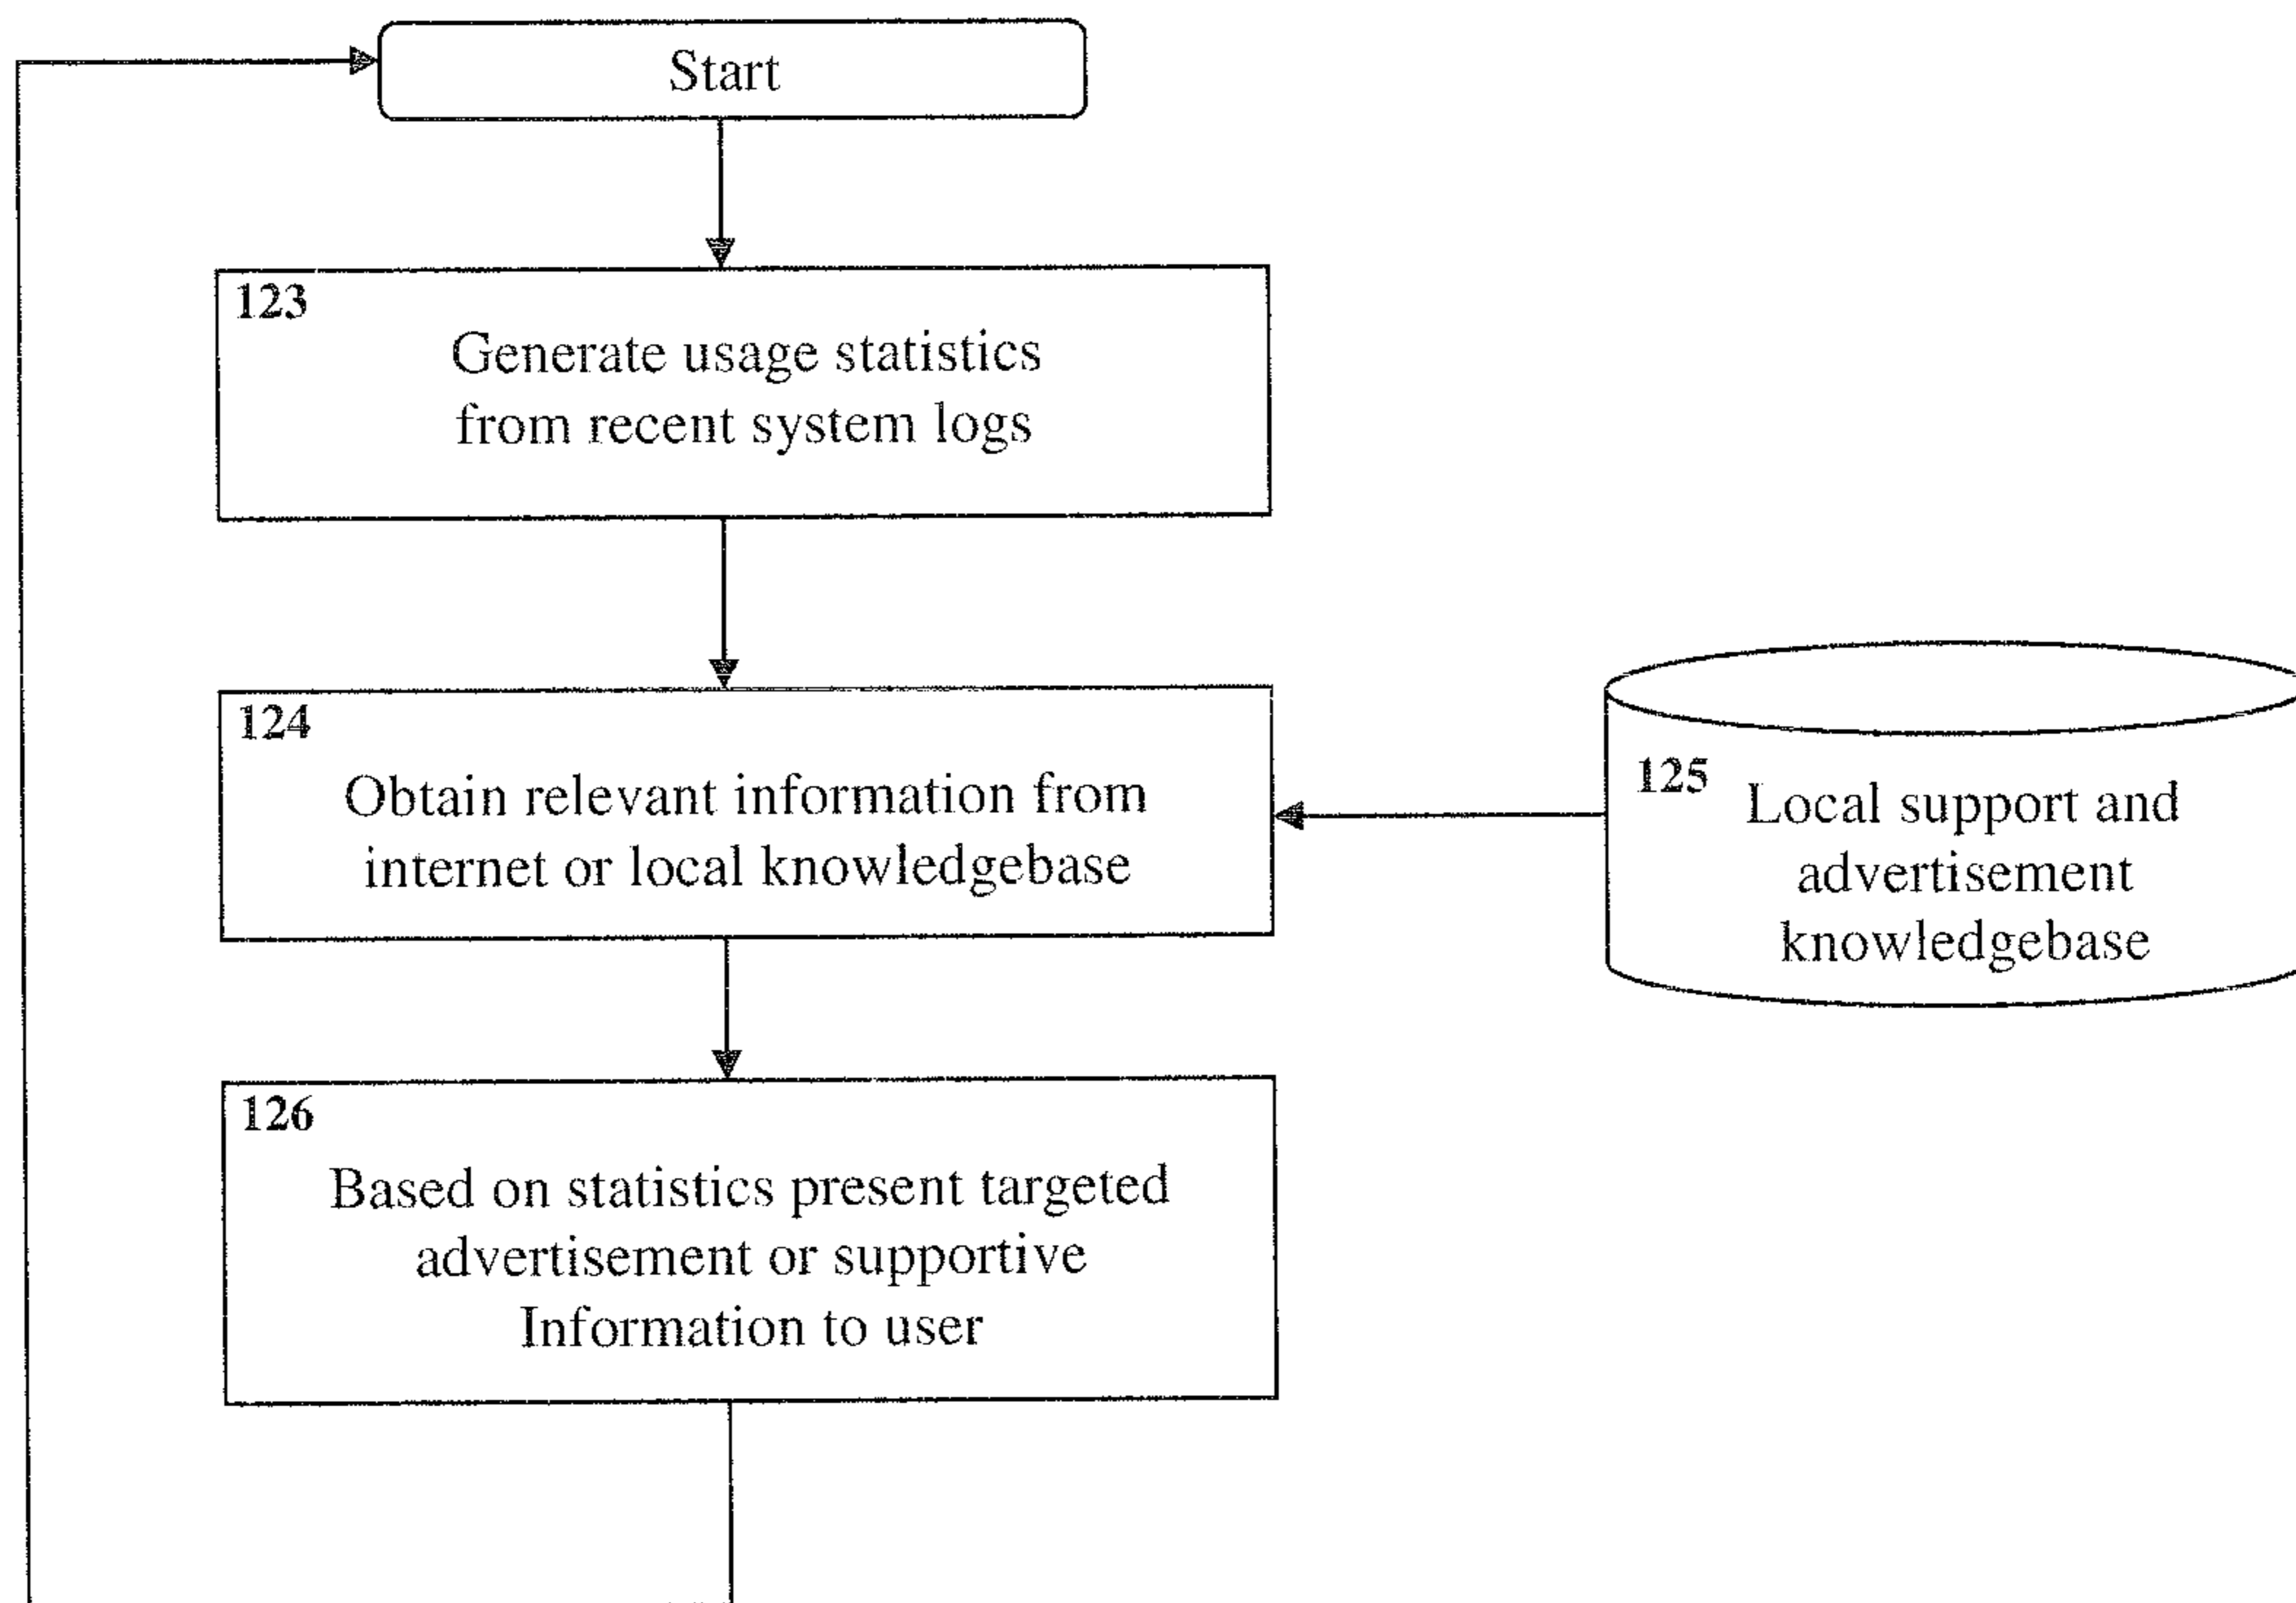 Start
123
Generate usage statistics
from recent system logs
124
Obtain relevant information from
internet or local knowledgebase
125
Local support and
advertisement
knowledgebase
126
Based on statistics present targeted
advertisement or supportive
Information to user